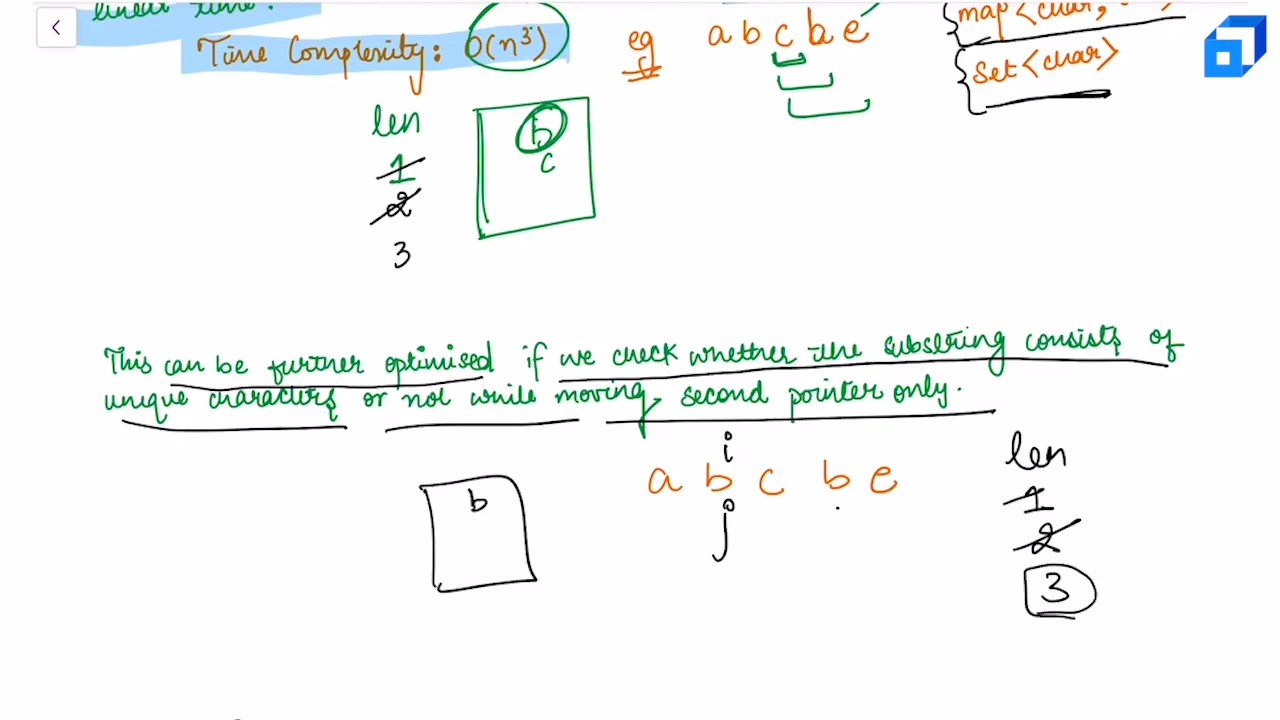 linear time.
Time Complexity: O(n³)
eg
a b c b e
map<char,
Set<char>
len
1
2
3
b
c
This can be further optimised if we check whether the substring consists of
unique characters or not while moving second pointer only.
i
a b c b e
j
b
len
1
2
3